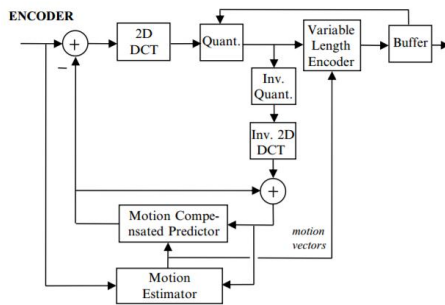 ENCODER
+
−
2D
DCT
Quant.
Variable
Length
Encoder
Buffer
Inv.
Quant.
Inv. 2D
DCT
+
Motion Compe-
nsated Predictor
motion
vectors
Motion
Estimator